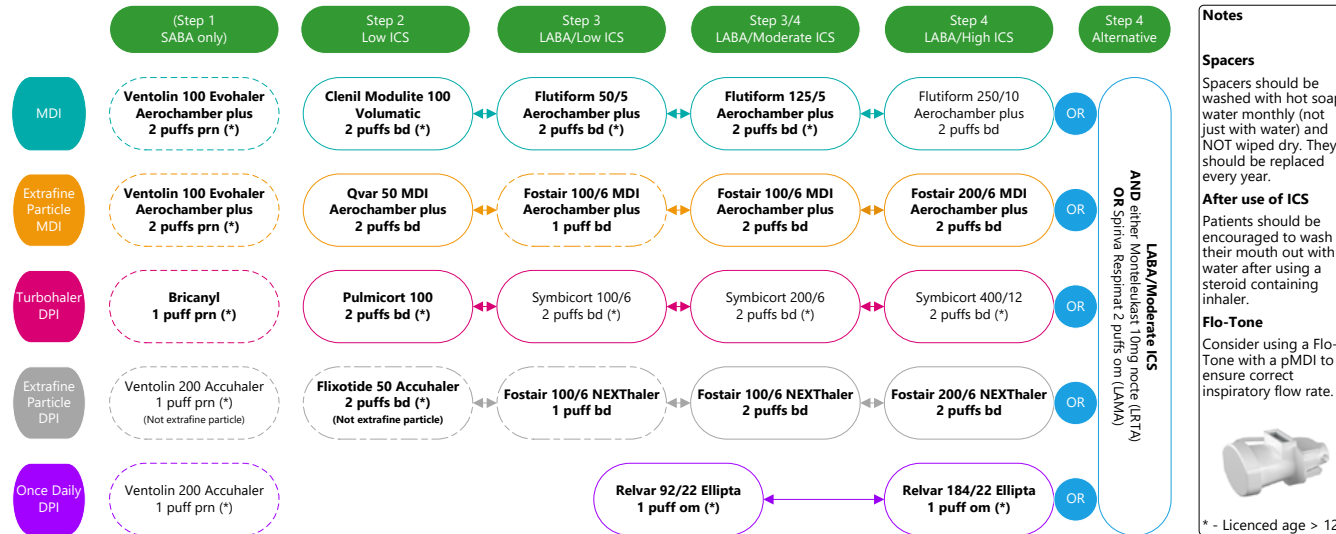 (Step 1
SABA only)
Step 2
Low ICS
Step 3
LABA/Low ICS
Step 3/4
LABA/Moderate ICS
Step 4
LABA/High ICS
Step 4
Alternative
MDI
Ventolin 100 Evohaler
Aerochamber plus
2 puffs prn (*)
Clenil Modulite 100
Volumatic
2 puffs bd (*)
Flutiform 50/5
Aerochamber plus
2 puffs bd (*)
Flutiform 125/5
Aerochamber plus
2 puffs bd (*)
Flutiform 250/10
Aerochamber plus
2 puffs bd
OR
Extrafine
Particle
MDI
Ventolin 100 Evohaler
Aerochamber plus
2 puffs prn (*)
Qvar 50 MDI
Aerochamber plus
2 puffs bd
Fostair 100/6 MDI
Aerochamber plus
1 puff bd
Fostair 100/6 MDI
Aerochamber plus
2 puffs bd
Fostair 200/6 MDI
Aerochamber plus
2 puffs bd
OR
Turbohaler
DPI
Bricanyl
1 puff prn (*)
Pulmicort 100
2 puffs bd (*)
Symbicort 100/6
2 puffs bd (*)
Symbicort 200/6
2 puffs bd (*)
Symbicort 400/12
2 puffs bd (*)
OR
Extrafine
Particle
DPI
Ventolin 200 Accuhaler
1 puff prn (*)
(Not extrafine particle)
Flixotide 50 Accuhaler
2 puffs bd (*)
(Not extrafine particle)
Fostair 100/6 NEXThaler
1 puff bd
Fostair 100/6 NEXThaler
2 puffs bd
Fostair 200/6 NEXThaler
2 puffs bd
OR
Once Daily
DPI
Ventolin 200 Accuhaler
1 puff prn (*)
Relvar 92/22 Ellipta
1 puff om (*)
Relvar 184/22 Ellipta
1 puff om (*)
OR
LABA/Moderate ICS
AND either Monteleukast 10mg nocte (LRTA)
OR Spiriva Respimat 2 puffs om (LAMA)
Notes
Spacers
Spacers should be
washed with hot soap
water monthly (not
just with water) and
NOT wiped dry. They
should be replaced
every year.
After use of ICS
Patients should be
encouraged to wash
their mouth out with
water after using a
steroid containing
inhaler.
Flo-Tone
Consider using a Flo-
Tone with a pMDI to
ensure correct
inspiratory flow rate.
* - Licenced age > 12